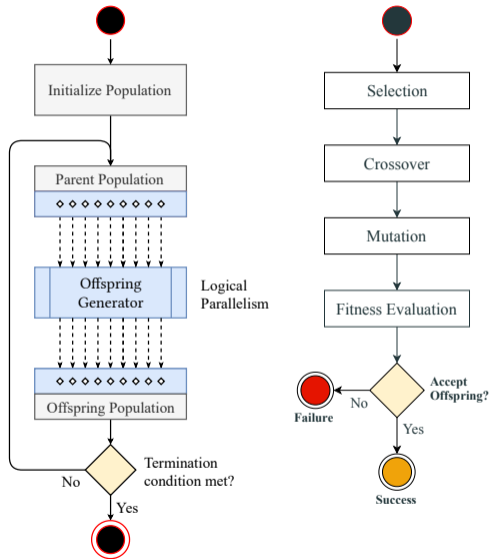 Initialize Population
Parent Population
Offspring
Generator
Logical
Parallelism
Offspring Population
Termination
condition met?
No
Yes
Selection
Crossover
Mutation
Fitness Evaluation
Accept
Offspring?
No
Failure
Yes
Success